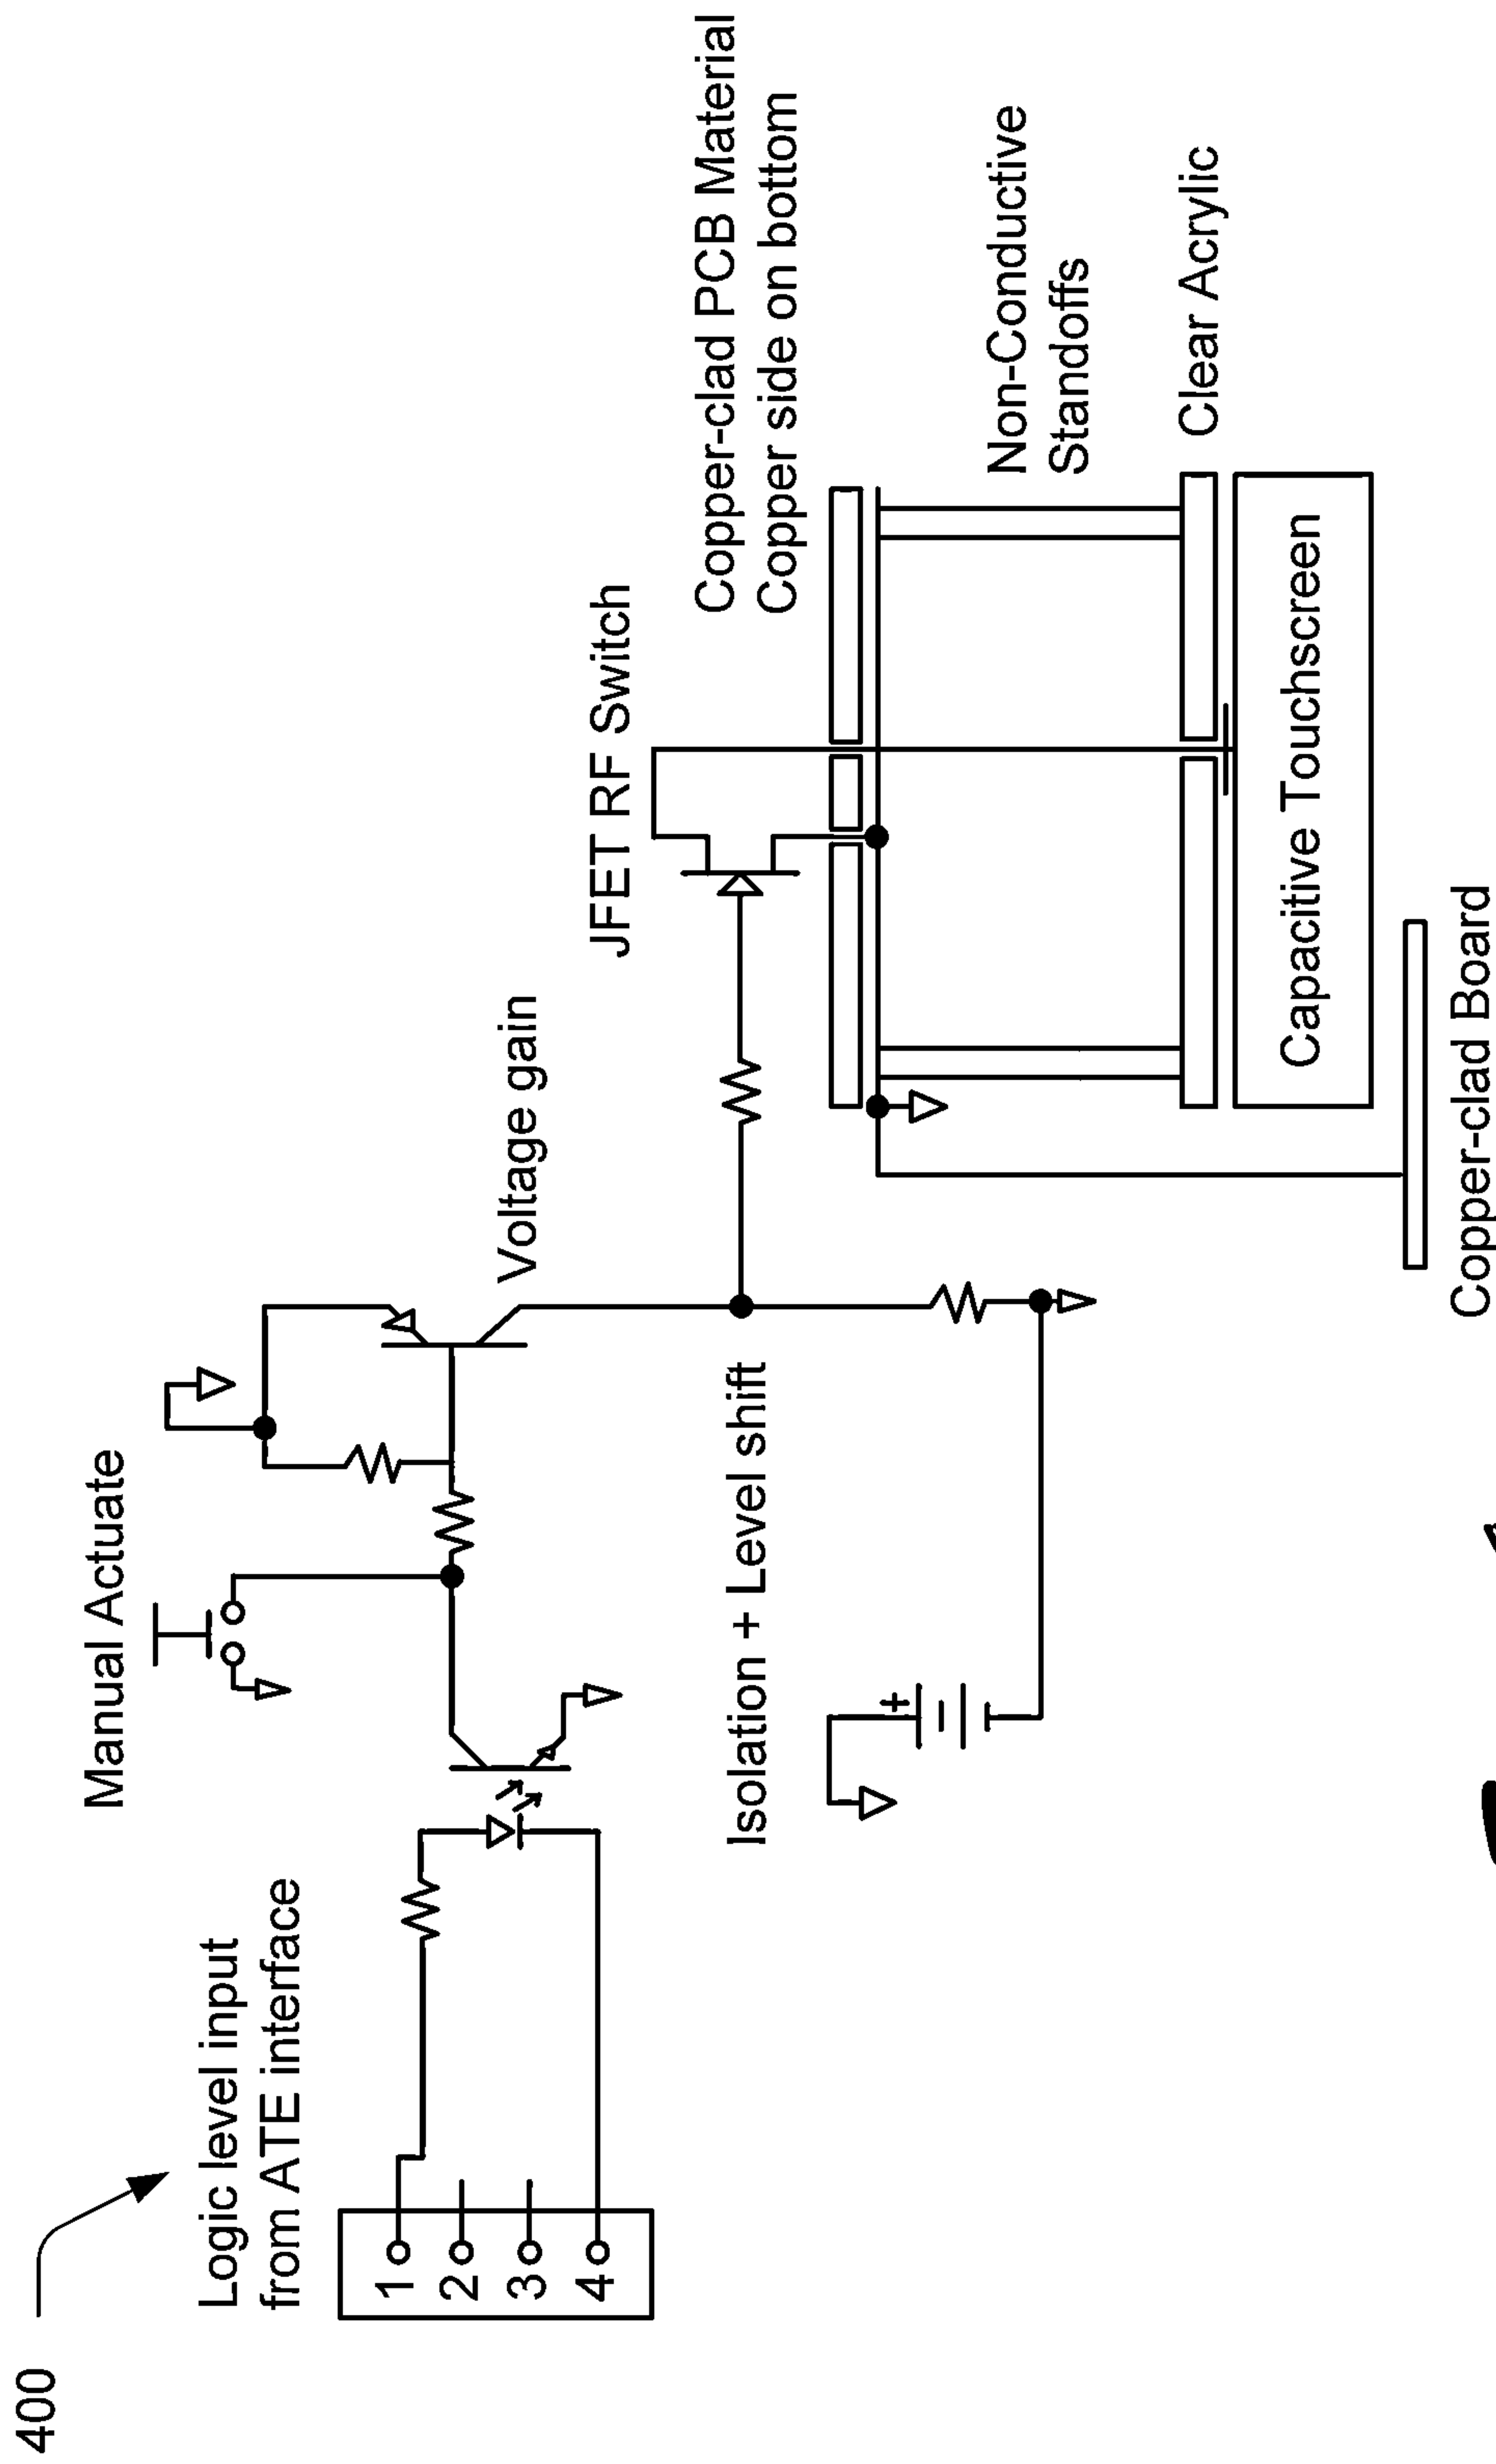 400
Logic level input
from ATE interface
1
2
3
4
Manual Actuate
Isolation + Level shift
+
Voltage gain
JFET RF Switch
Copper-clad PCB Material
Copper side on bottom
Non-Conductive
Standoffs
Clear Acrylic
Capacitive Touchscreen
Copper-clad Board